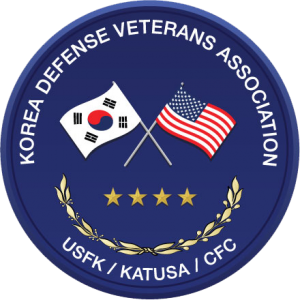 KOREA DEFENSE VETERANS ASSOCIATION
USFK / KATUSA / CFC